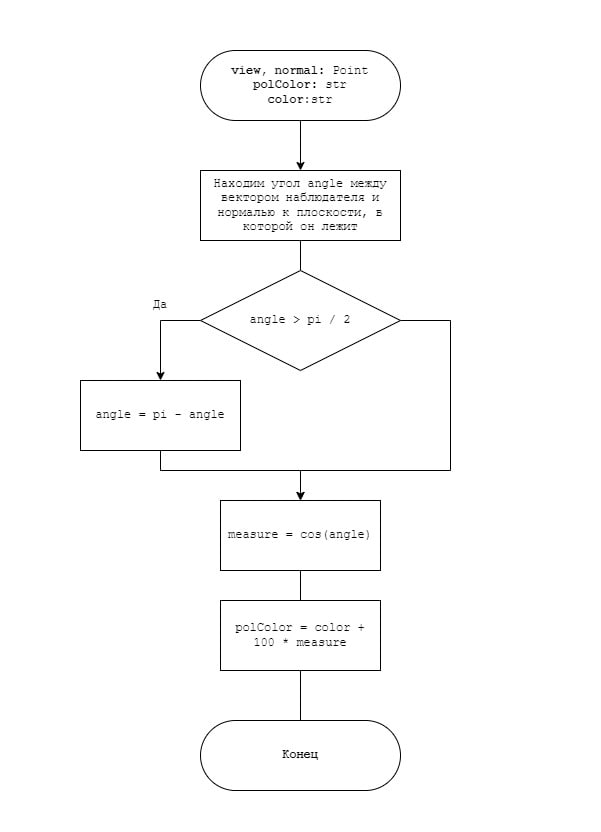 view, normal: Point
polColor: str
color:str
Находим угол angle между
вектором наблюдателя и
нормалью к плоскости, в
которой он лежит
Да
angle > pi / 2
angle = pi - angle
measure = cos(angle)
polColor = color +
100 * measure
Конец